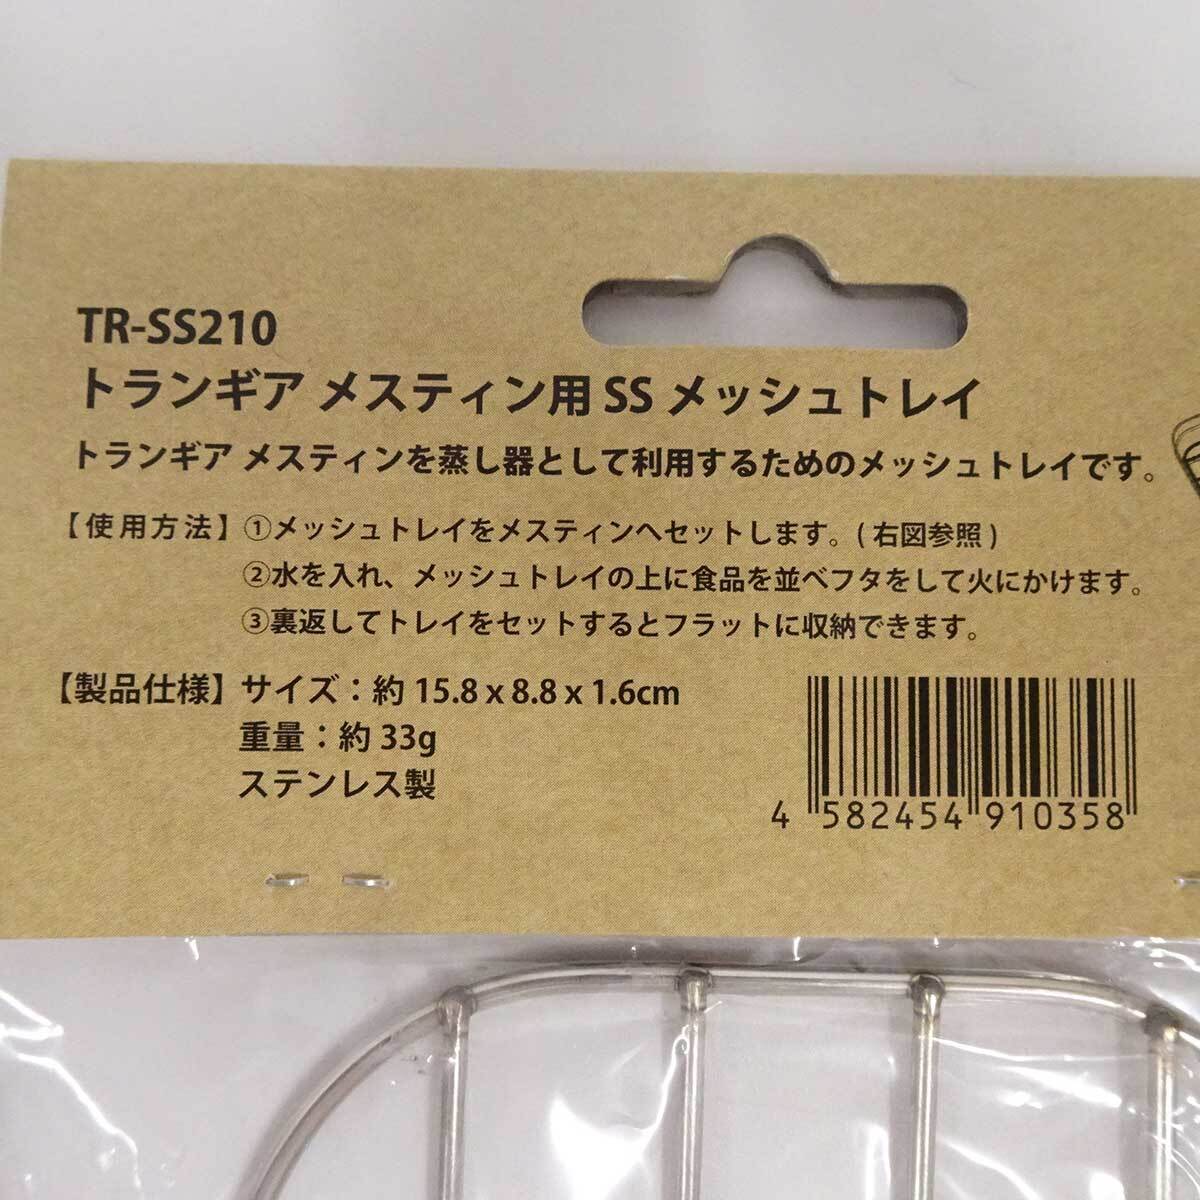 TR-SS210
トランギア メスティン用 SS メッシュトレイ
トランギア メスティンを蒸し器として利用するためのメッシュトレイです。
【使用方法】①メッシュトレイをメスティンへセットします。( 右図参照 )
②水を入れ、メッシュトレイの上に食品を並べフタをして火にかけます。
③裏返してトレイをセットするとフラットに収納できます。
【製品仕様】サイズ：約 15.8 x 8.8 x 1.6cm
重量：約 33g
ステンレス製
4 582454 910358